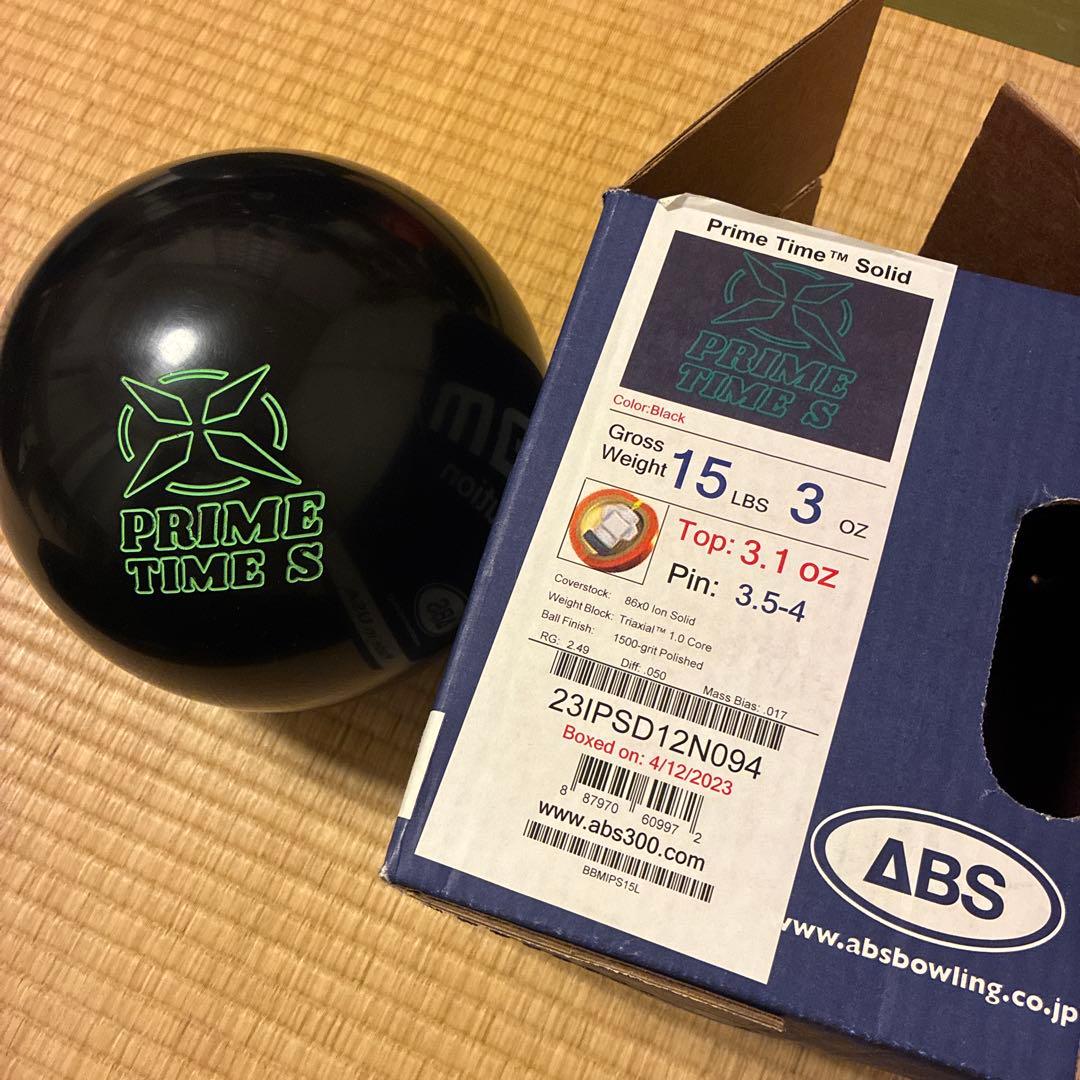 PRIME
TIME S
Prime Time™ Solid
PRIME
TIME S
Color:Black
Gross
Weight 15 LBS 3 OZ
Top: 3.1 oz
Pin: 3.5-4
Coverstock: 86x0 Ion Solid
Weight Block: Triaxial™ 1.0 Core
Ball Finish: 1500-grit Polished
RG: 2.49 Diff: .050 Mass Bias: .017
23IPSD12N094
Boxed on: 4/12/2023
8 87970 60997 2
www.abs300.com
BBMIPS15L
ABS
www.absbowling.co.jp